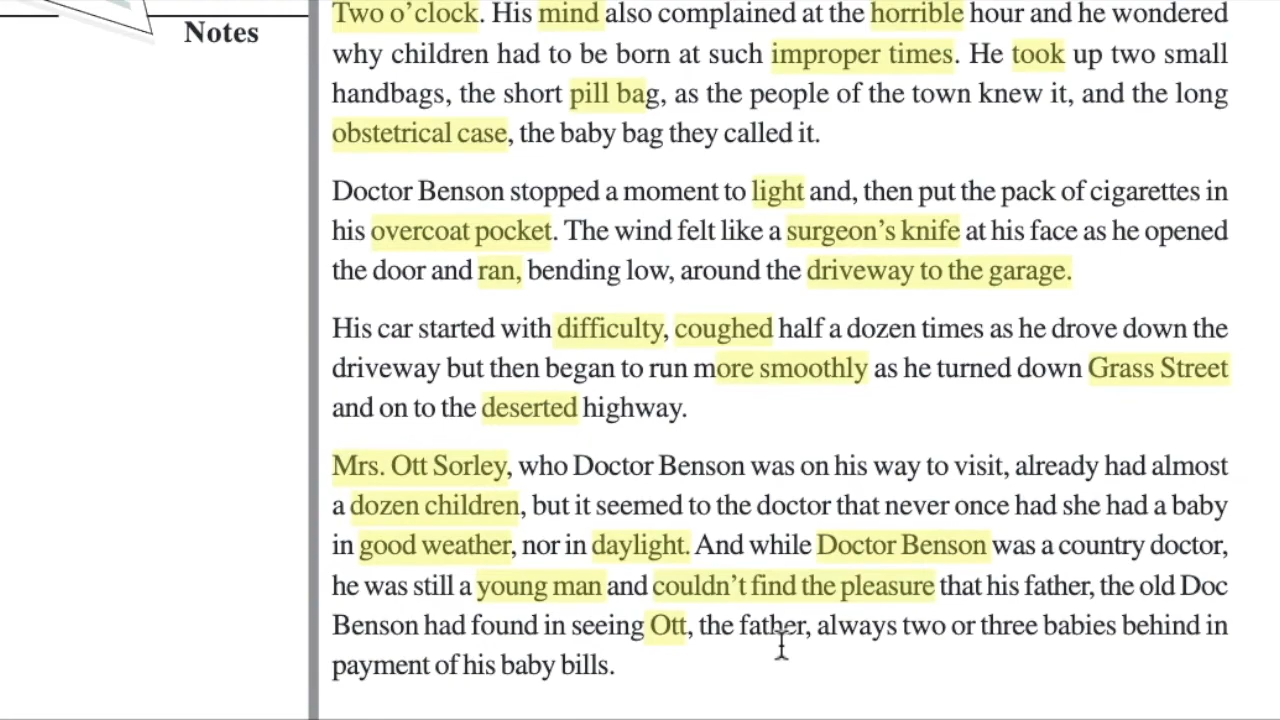 Notes
Two o’clock. His mind also complained at the horrible hour and he wondered
why children had to be born at such improper times. He took up two small
handbags, the short pill bag, as the people of the town knew it, and the long
obstetrical case, the baby bag they called it.
Doctor Benson stopped a moment to light and, then put the pack of cigarettes in
his overcoat pocket. The wind felt like a surgeon’s knife at his face as he opened
the door and ran, bending low, around the driveway to the garage.
His car started with difficulty, coughed half a dozen times as he drove down the
driveway but then began to run more smoothly as he turned down Grass Street
and on to the deserted highway.
Mrs. Ott Sorley, who Doctor Benson was on his way to visit, already had almost
a dozen children, but it seemed to the doctor that never once had she had a baby
in good weather, nor in daylight. And while Doctor Benson was a country doctor,
he was still a young man and couldn’t find the pleasure that his father, the old Doc
Benson had found in seeing Ott, the father, always two or three babies behind in
payment of his baby bills.